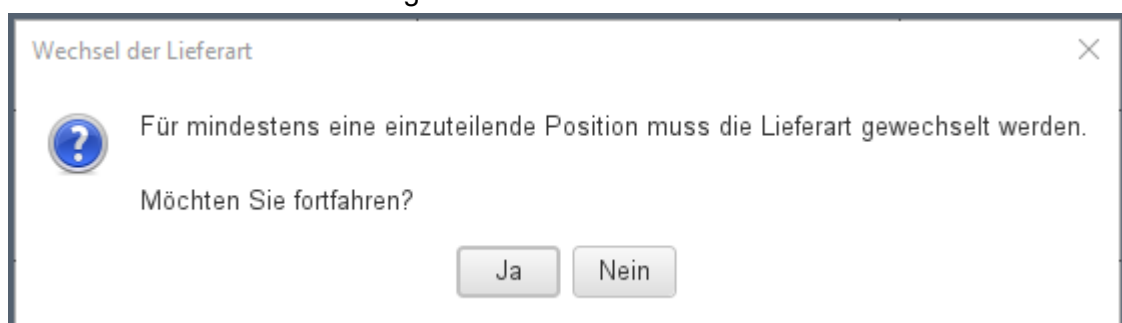 Wechsel der Lieferart
Für mindestens eine einzuteilende Position muss die Lieferart gewechselt werden.
Möchten Sie fortfahren?
Ja Nein